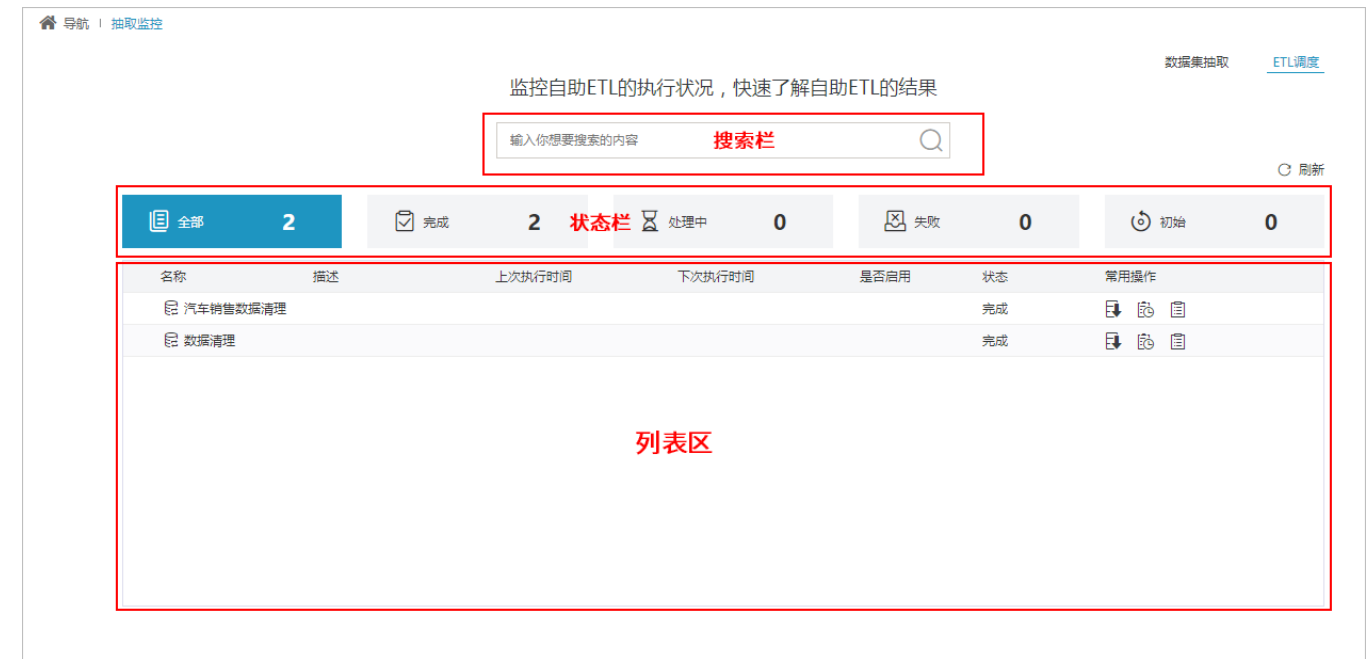 导航 | 抽取监控
数据集抽取 ETL调度
监控自助ETL的执行状况，快速了解自助ETL的结果
输入你想要搜索的内容 搜索栏
刷新
全部 2 完成 2 状态栏 处理中 0 失败 0 初始 0
名称 描述 上次执行时间 下次执行时间 是否启用 状态 常用操作
汽车销售数据清理 完成
数据清理 完成
列表区